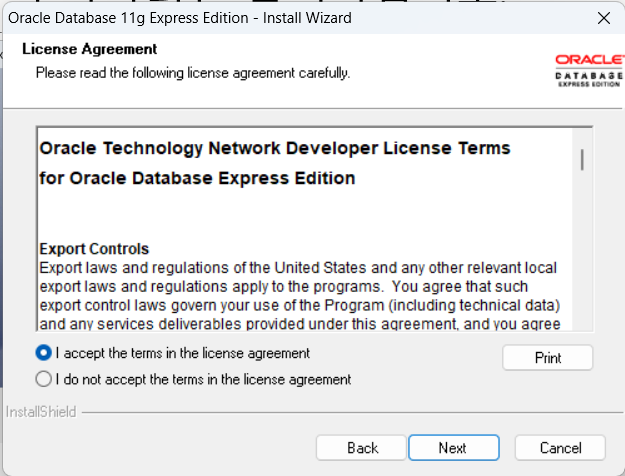 Oracle Database 11g Express Edition - Install Wizard
License Agreement
Please read the following license agreement carefully.
ORACLE
DATABASE
EXPRESS EDITION
Oracle Technology Network Developer License Terms
for Oracle Database Express Edition
Export Controls
Export laws and regulations of the United States and any other relevant local
export laws and regulations apply to the programs.  You agree that such
export control laws govern your use of the Program (including technical data)
and any services deliverables provided under this agreement, and you agree
I accept the terms in the license agreement
Print
I do not accept the terms in the license agreement
InstallShield
Back
Next
Cancel